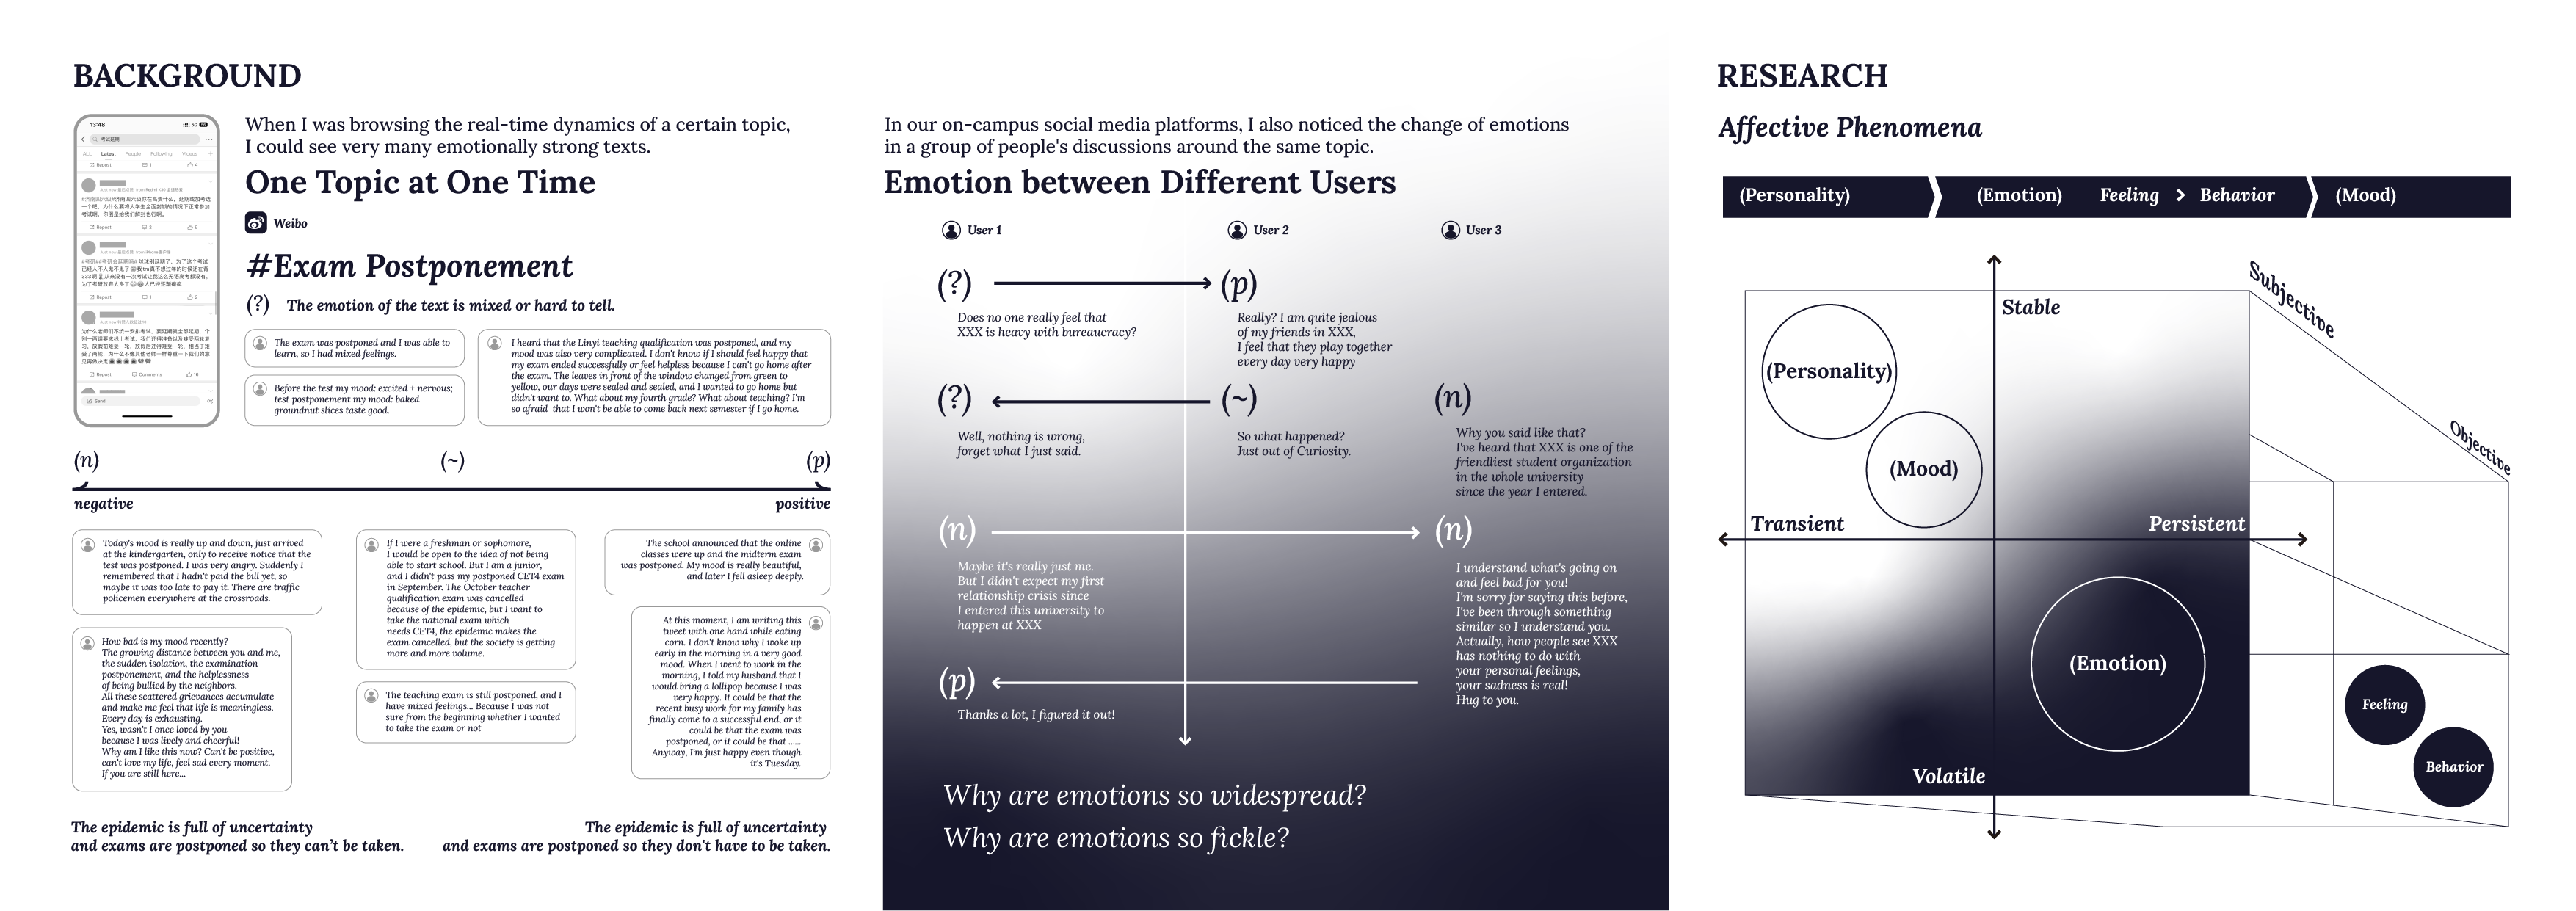 BACKGROUND
13:48
考试延期
ALL Latest People Following Videos
Repost 1 4
Repost 2 9
Repost 1 2
Repost Comments 16
Send
When I was browsing the real-time dynamics of a certain topic,
I could see very many emotionally strong texts.
One Topic at One Time
Weibo
#Exam Postponement
(?) The emotion of the text is mixed or hard to tell.
The exam was postponed and I was able to
learn, so I had mixed feelings.
Before the test my mood: excited + nervous;
test postponement my mood: baked
groundnut slices taste good.
I heard that the Linyi teaching qualification was postponed, and my
mood was also very complicated. I don't know if I should feel happy that
my exam ended successfully or feel helpless because I can't go home after
the exam. The leaves in front of the window changed from green to
yellow, our days were sealed and sealed, and I wanted to go home but
didn't want to. What about my fourth grade? What about teaching? I'm
so afraid that I won't be able to come back next semester if I go home.
(n) (~) (p)
negative positive
Today's mood is really up and down, just arrived
at the kindergarten, only to receive notice that the
test was postponed. I was very angry. Suddenly I
remembered that I hadn't paid the bill yet, so
maybe it was too late to pay it. There are traffic
policemen everywhere at the crossroads.
How bad is my mood recently?
The growing distance between you and me,
the sudden isolation, the examination
postponement, and the helplessness
of being bullied by the neighbors.
All these scattered grievances accumulate
and make me feel that life is meaningless.
Every day is exhausting.
Yes, wasn't I once loved by you
because I was lively and cheerful!
Why am I like this now? Can't be positive,
can't love my life, feel sad every moment.
If you are still here...
If I were a freshman or sophomore,
I would be open to the idea of not being
able to start school. But I am a junior,
and I didn't pass my postponed CET4 exam
in September. The October teacher
qualification exam was cancelled
because of the epidemic, but I want to
take the national exam which
needs CET4, the epidemic makes the
exam cancelled, but the society is getting
more and more volume.
The teaching exam is still postponed, and I
have mixed feelings... Because I was not
sure from the beginning whether I wanted
to take the exam or not
The school announced that the online
classes were up and the midterm exam
was postponed. My mood is really beautiful,
and later I fell asleep deeply.
At this moment, I am writing this
tweet with one hand while eating
corn. I don't know why I woke up
early in the morning in a very good
mood. When I went to work in the
morning, I told my husband that I
would bring a lollipop because I was
very happy. It could be that the
recent busy work for my family has
finally come to a successful end, or it
could be that the exam was
postponed, or it could be that ......
Anyway, I'm just happy even though
it's Tuesday.
The epidemic is full of uncertainty
and exams are postponed so they can't be taken.
The epidemic is full of uncertainty
and exams are postponed so they don't have to be taken.
In our on-campus social media platforms, I also noticed the change of emotions
in a group of people's discussions around the same topic.
Emotion between Different Users
User 1 User 2 User 3
(?) (p)
Does no one really feel that
XXX is heavy with bureaucracy?
Really? I am quite jealous
of my friends in XXX,
I feel that they play together
every day very happy
(?) (~) (n)
Well, nothing is wrong,
forget what I just said.
So what happened?
Just out of Curiosity.
Why you said like that?
I've heard that XXX is one of the
friendliest student organization
in the whole university
since the year I entered.
(n) (n)
Maybe it's really just me.
But I didn't expect my first
relationship crisis since
I entered this university to
happen at XXX
I understand what's going on
and feel bad for you!
I'm sorry for saying this before,
I've been through something
similar so I understand you.
Actually, how people see XXX
has nothing to do with
your personal feelings,
your sadness is real!
Hug to you.
(p)
Thanks a lot, I figured it out!
Why are emotions so widespread?
Why are emotions so fickle?
RESEARCH
Affective Phenomena
(Personality) (Emotion) Feeling > Behavior (Mood)
Subjective
Objective
Stable
(Personality)
(Mood)
Transient Persistent
(Emotion)
Volatile
Feeling
Behavior